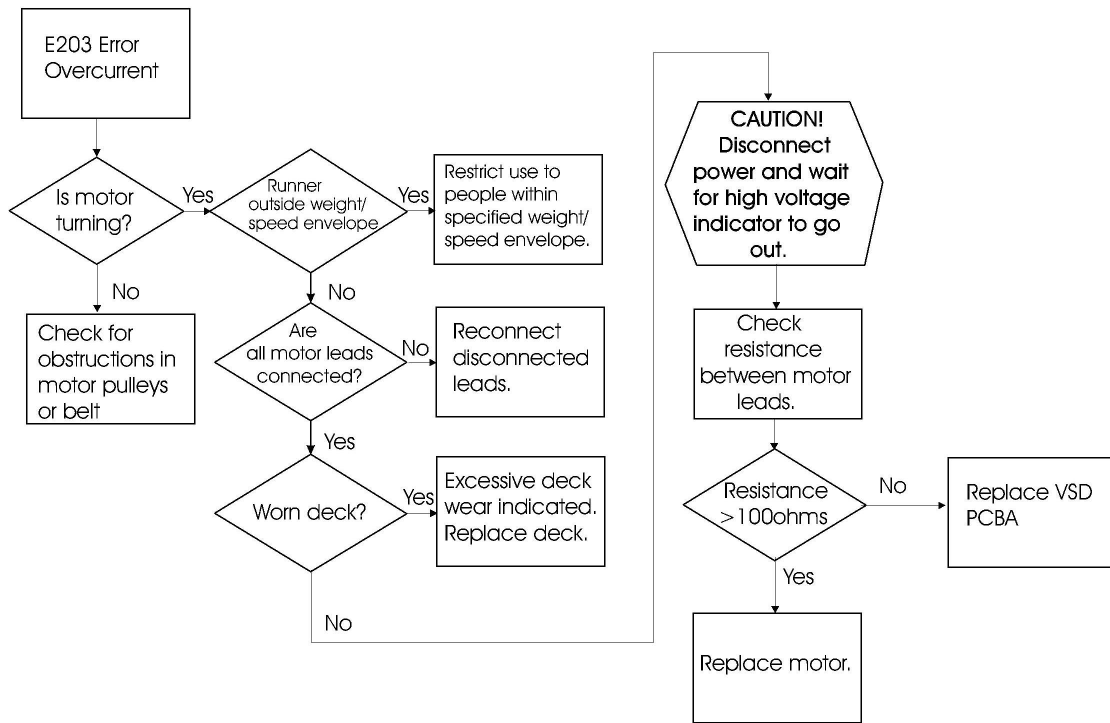 E203 Error
Overcurrent
Is motor
turning?
Yes
No
Check for
obstructions in
motor pulleys
or belt
Runner
outside weight/
speed envelope
Yes
Restrict use to
people within
specified weight/
speed envelope.
No
Are
all motor leads
connected?
No
Reconnect
disconnected
leads.
Yes
Worn deck?
Yes
Excessive deck
wear indicated.
Replace deck.
No
CAUTION!
Disconnect
power and wait
for high voltage
indicator to go
out.
Check
resistance
between motor
leads.
Resistance
>100ohms
No
Replace VSD
PCBA
Yes
Replace motor.